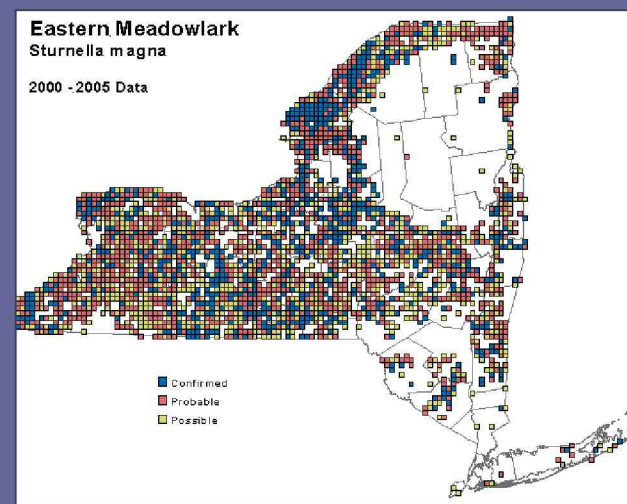 Eastern Meadowlark
Sturnella magna
2000 - 2005 Data
Confirmed
Probable
Possible